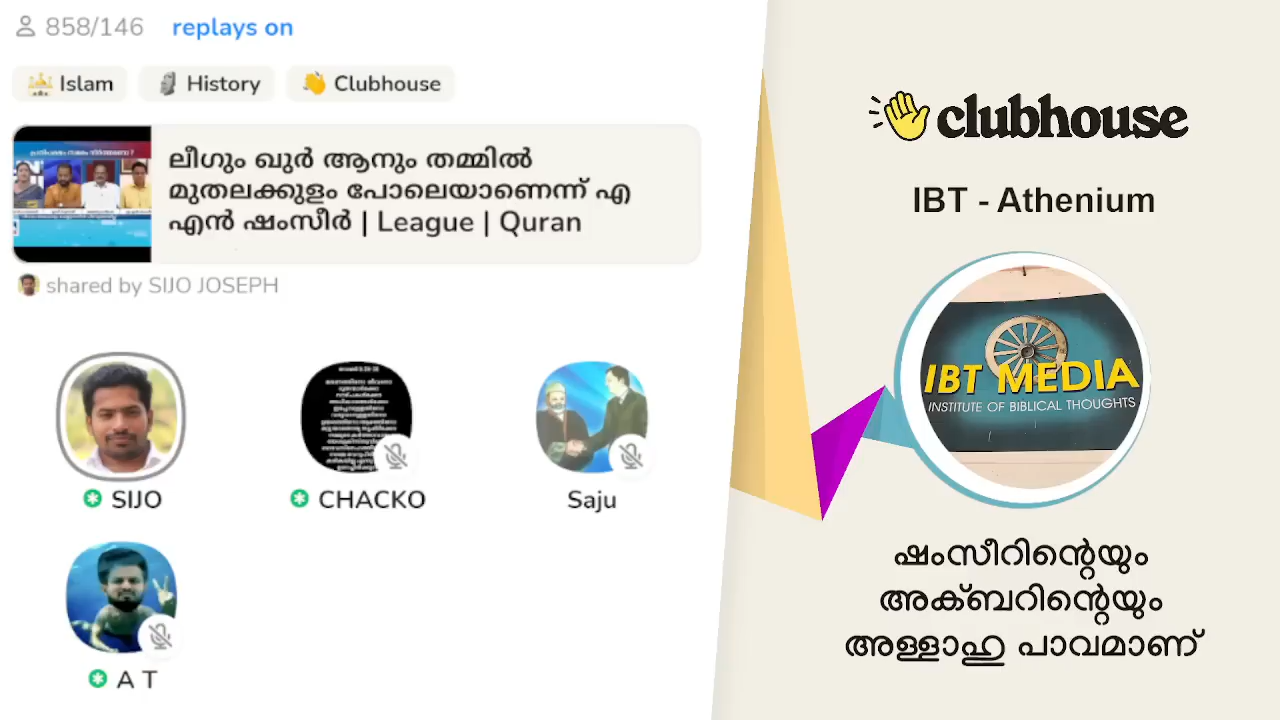 858/146 replays on
Islam History Clubhouse
ലീഗും ഖുർ ആനും തമ്മിൽ
മുതലക്കുളം പോലെയാണെന്ന് എ
എൻ ഷംസീർ | League | Quran
shared by SIJO JOSEPH
SIJO CHACKO Saju
A T
clubhouse
IBT - Athenium
IBT MEDIA
INSTITUTE OF BIBLICAL THOUGHTS
ഷംസീറിന്റെയും
അക്ബറിന്റെയും
അള്ളാഹു പാവമാണ്